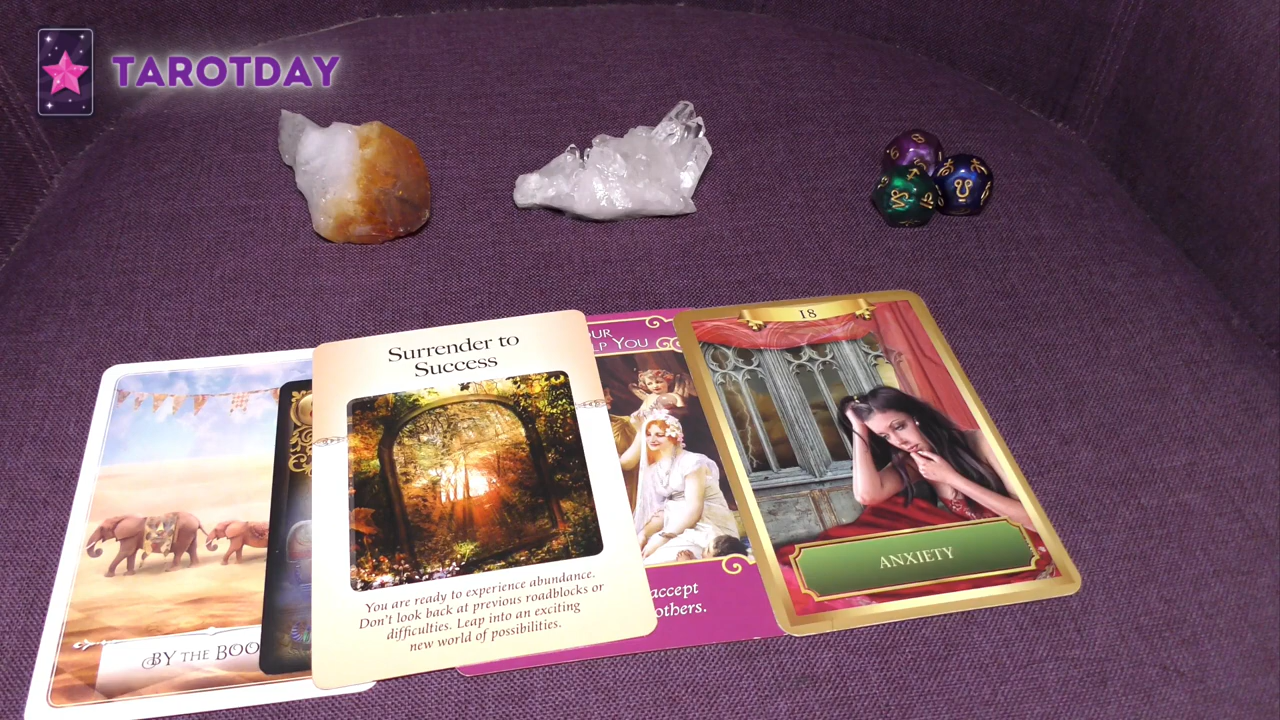 TAROTDAY
Surrender to
Success
You are ready to experience abundance.
Don't look back at previous roadblocks or
difficulties. Leap into an exciting
new world of possibilities.
BY THE BOO
UR
LP YOU
accept
others.
18
ANXIETY